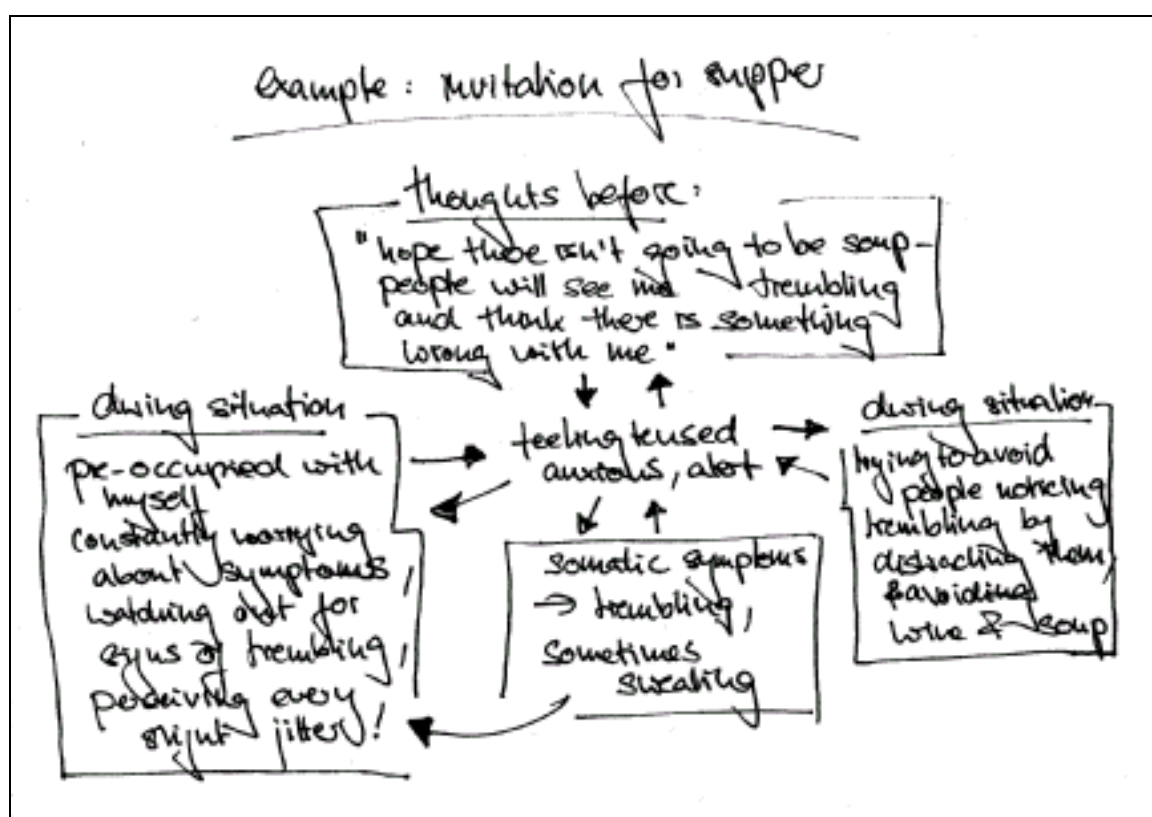 example: invitation for supper
thoughts before:
"hope there isn't going to be soup -
people will see me trembling
and think there is something
wrong with me"
during situation
pre-occupied with
myself
constantly worrying
about symptoms,
watching out for
signs of trembling,
perceiving every
slight jitter!
feeling tensed
anxious, alert
somatic symptoms
→ trembling,
sometimes
sweating
during situation
trying to avoid
people noticing
trembling by
distracting them,
& avoiding
wine & soup